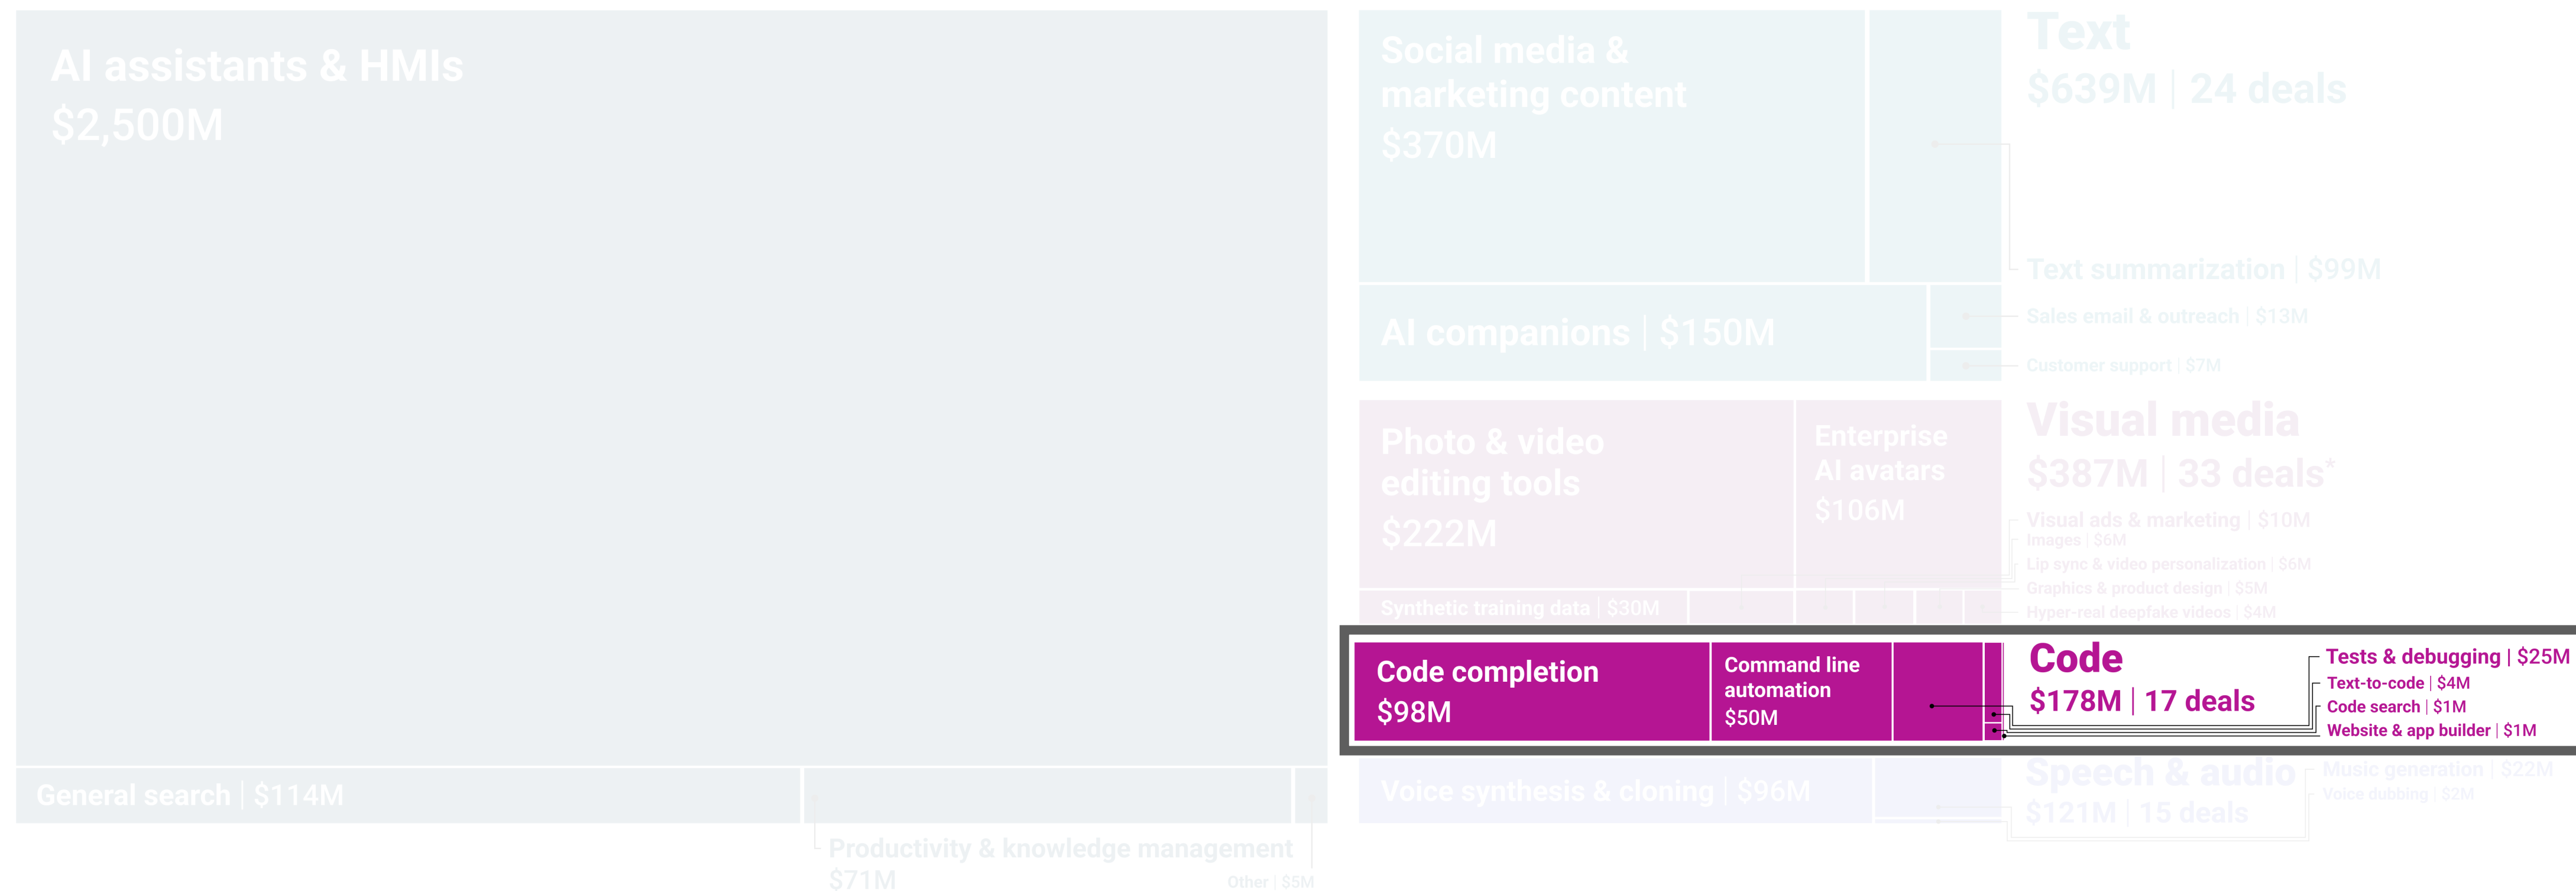 AI assistants & HMIs
$2,500M
General search | $114M
Productivity & knowledge management
$71M
Other | $5M
Social media &
marketing content
$370M
AI companions | $150M
Text
$639M | 24 deals
Text summarization | $99M
Sales email & outreach | $13M
Customer support | $7M
Photo & video
editing tools
$222M
Enterprise
AI avatars
$106M
Synthetic training data | $30M
Visual media
$387M | 33 deals*
Visual ads & marketing | $10M
Images | $6M
Lip sync & video personalization | $6M
Graphics & product design | $5M
Hyper-real deepfake videos | $4M
Code completion
$98M
Command line
automation
$50M
Code
$178M | 17 deals
Tests & debugging | $25M
Text-to-code | $4M
Code search | $1M
Website & app builder | $1M
Voice synthesis & cloning | $96M
Speech & audio
$121M | 15 deals
Music generation | $22M
Voice dubbing | $2M